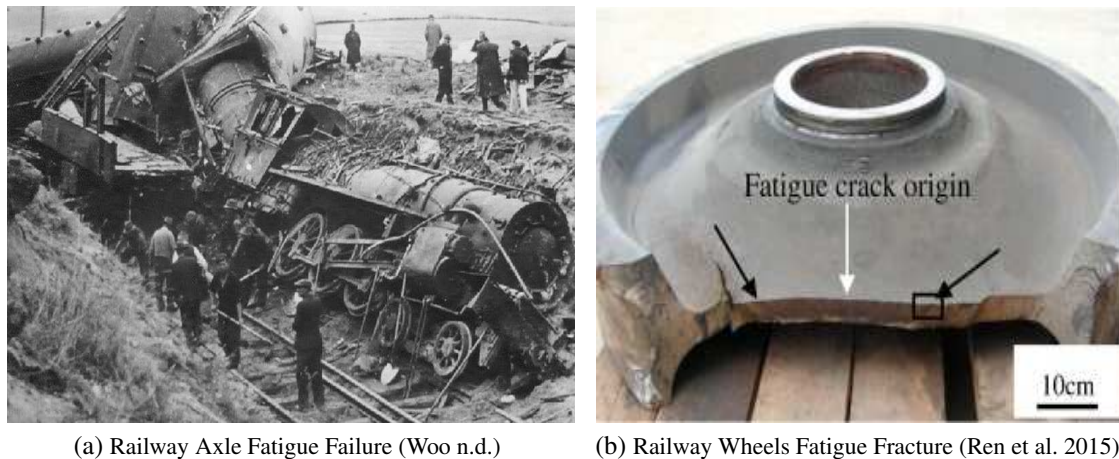 Fatigue crack origin
10cm
(a) Railway Axle Fatigue Failure (Woo n.d.)
(b) Railway Wheels Fatigue Fracture (Ren et al. 2015)